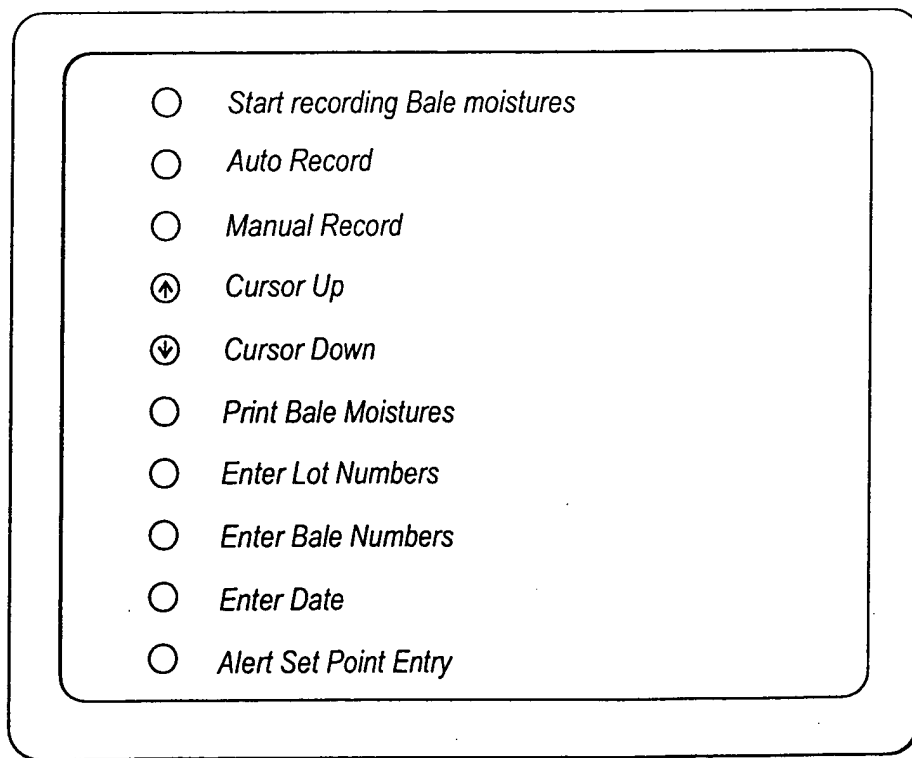 Start recording Bale moistures
Auto Record
Manual Record
Cursor Up
Cursor Down
Print Bale Moistures
Enter Lot Numbers
Enter Bale Numbers
Enter Date
Alert Set Point Entry